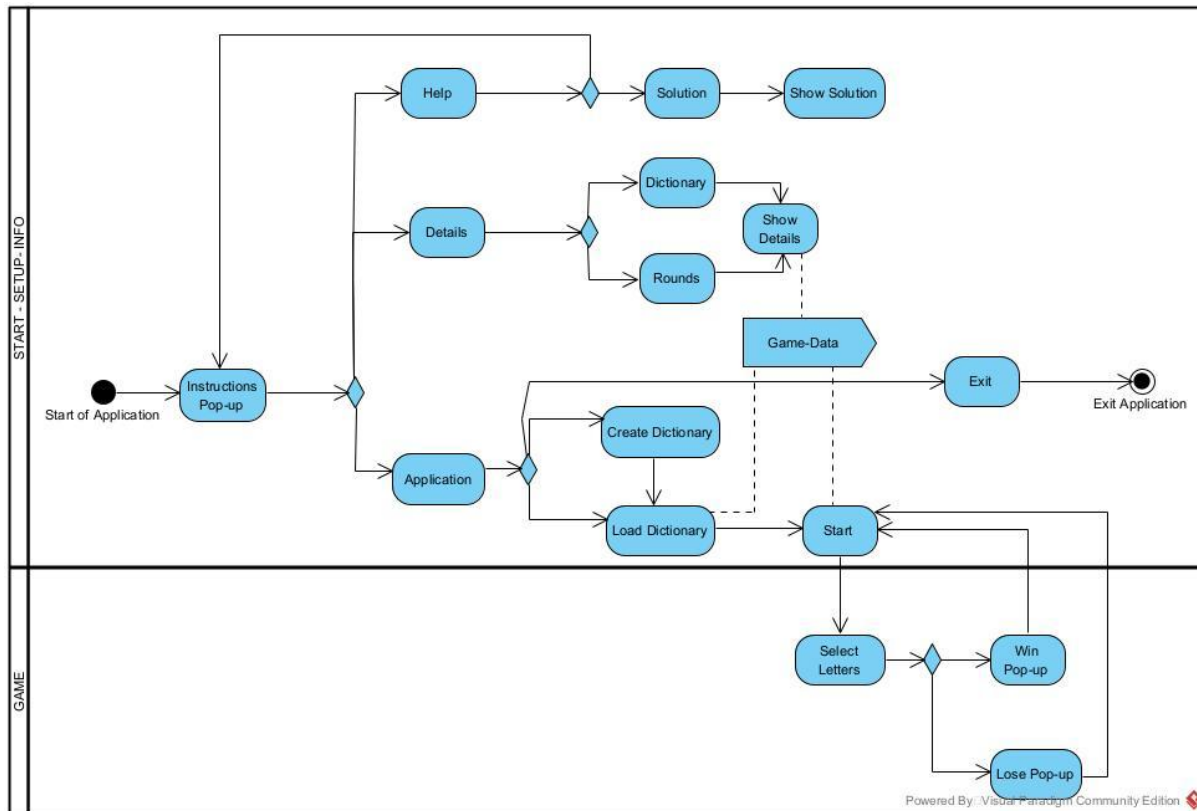 START - SETUP- INFO
Help
Solution
Show Solution
Dictionary
Details
Show
Details
Rounds
Game-Data
Instructions
Pop-up
Start of Application
Exit
Exit Application
Create Dictionary
Application
Load Dictionary
Start
GAME
Select
Letters
Win
Pop-up
Lose Pop-up
Powered By Visual Paradigm Community Edition